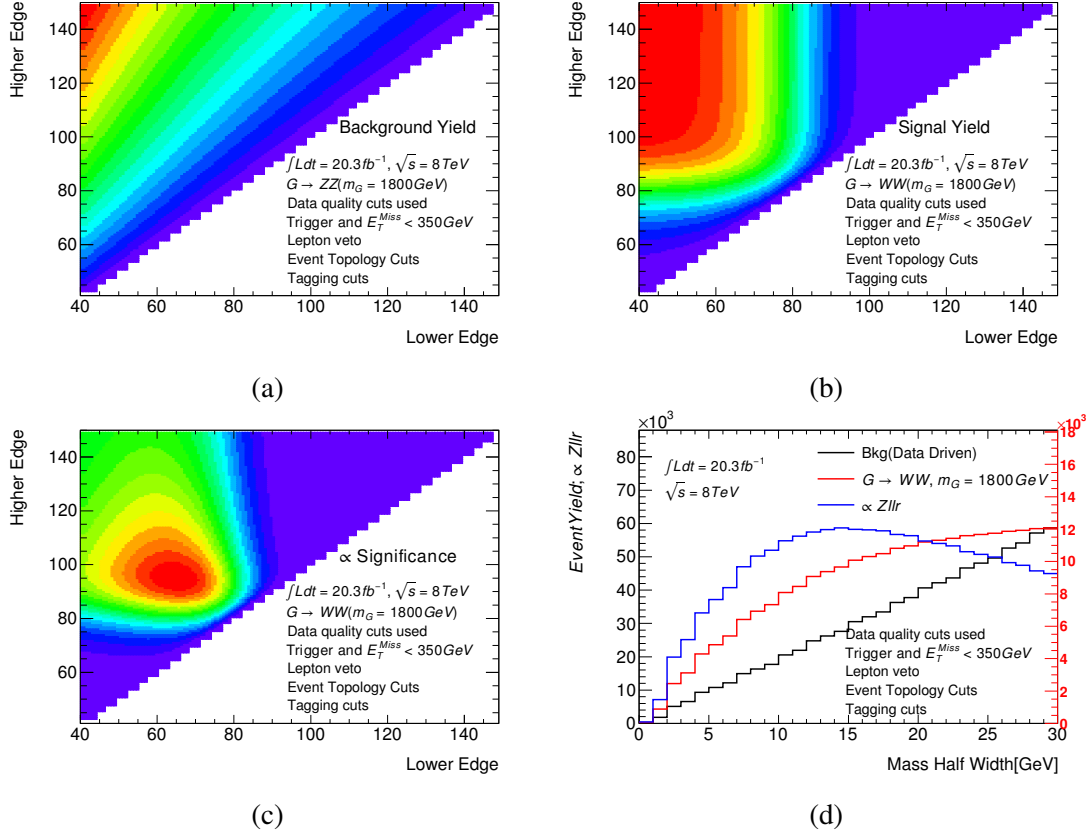 Higher Edge
140
120
100
80
60
Background Yield
∫Ldt = 20.3fb⁻¹, √s = 8TeV
G → ZZ(m_G = 1800GeV)
Data quality cuts used
Trigger and E_T^Miss < 350GeV
Lepton veto
Event Topology Cuts
Tagging cuts
40 60 80 100 120 140
Lower Edge
(a)
Higher Edge
140
120
100
80
60
Signal Yield
∫Ldt = 20.3fb⁻¹, √s = 8TeV
G → WW(m_G = 1800GeV)
Data quality cuts used
Trigger and E_T^Miss < 350GeV
Lepton veto
Event Topology Cuts
Tagging cuts
40 60 80 100 120 140
Lower Edge
(b)
Higher Edge
140
120
100
80
60
∝ Significance
∫Ldt = 20.3fb⁻¹, √s = 8TeV
G → WW(m_G = 1800GeV)
Data quality cuts used
Trigger and E_T^Miss < 350GeV
Lepton veto
Event Topology Cuts
Tagging cuts
40 60 80 100 120 140
Lower Edge
(c)
EventYield; ∝ Zllr
×10³
80
70
60
50
40
30
20
10
0
∫Ldt = 20.3fb⁻¹
√s = 8TeV
Bkg(Data Driven)
G → WW, m_G = 1800GeV
∝ Zllr
Data quality cuts used
Trigger and E_T^Miss < 350GeV
Lepton veto
Event Topology Cuts
Tagging cuts
×10³
18
16
14
12
10
8
6
4
2
0
0 5 10 15 20 25 30
Mass Half Width[GeV]
(d)